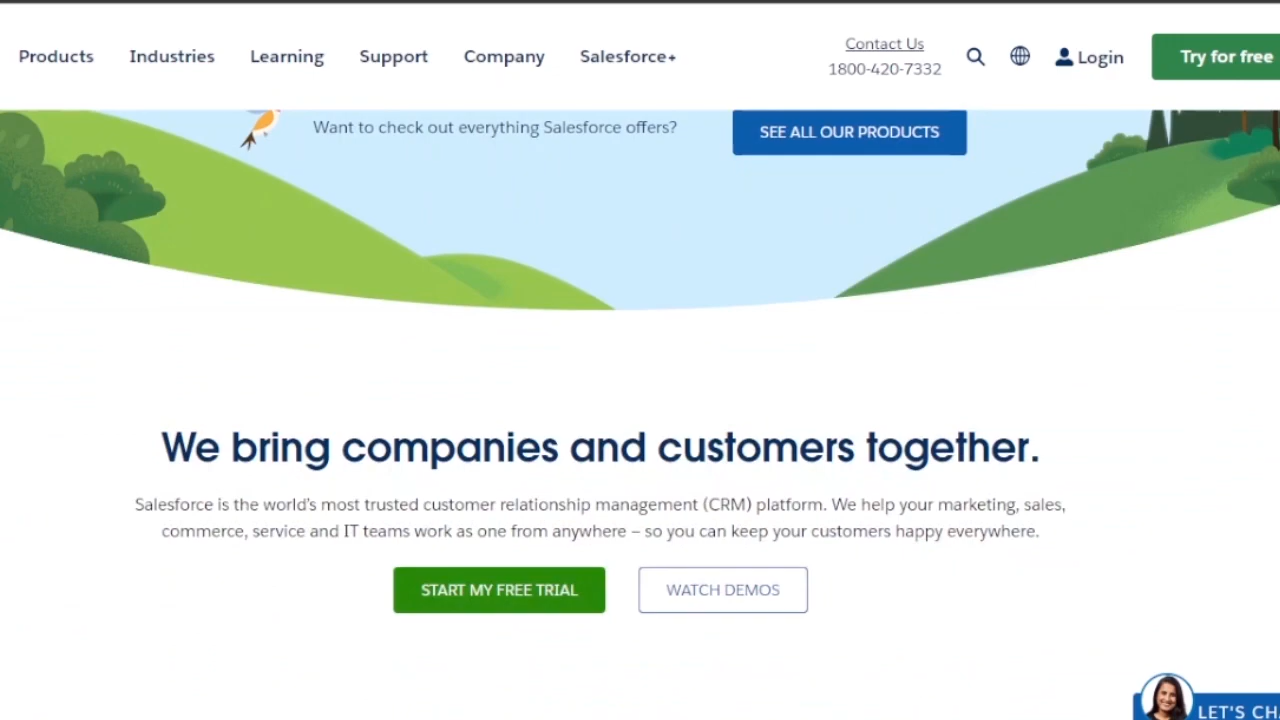 Products Industries Learning Support Company Salesforce+ Contact Us Login Try for free
1800-420-7332
Want to check out everything Salesforce offers? SEE ALL OUR PRODUCTS
We bring companies and customers together.
Salesforce is the world's most trusted customer relationship management (CRM) platform. We help your marketing, sales,
commerce, service and IT teams work as one from anywhere – so you can keep your customers happy everywhere.
START MY FREE TRIAL WATCH DEMOS
LET'S CH